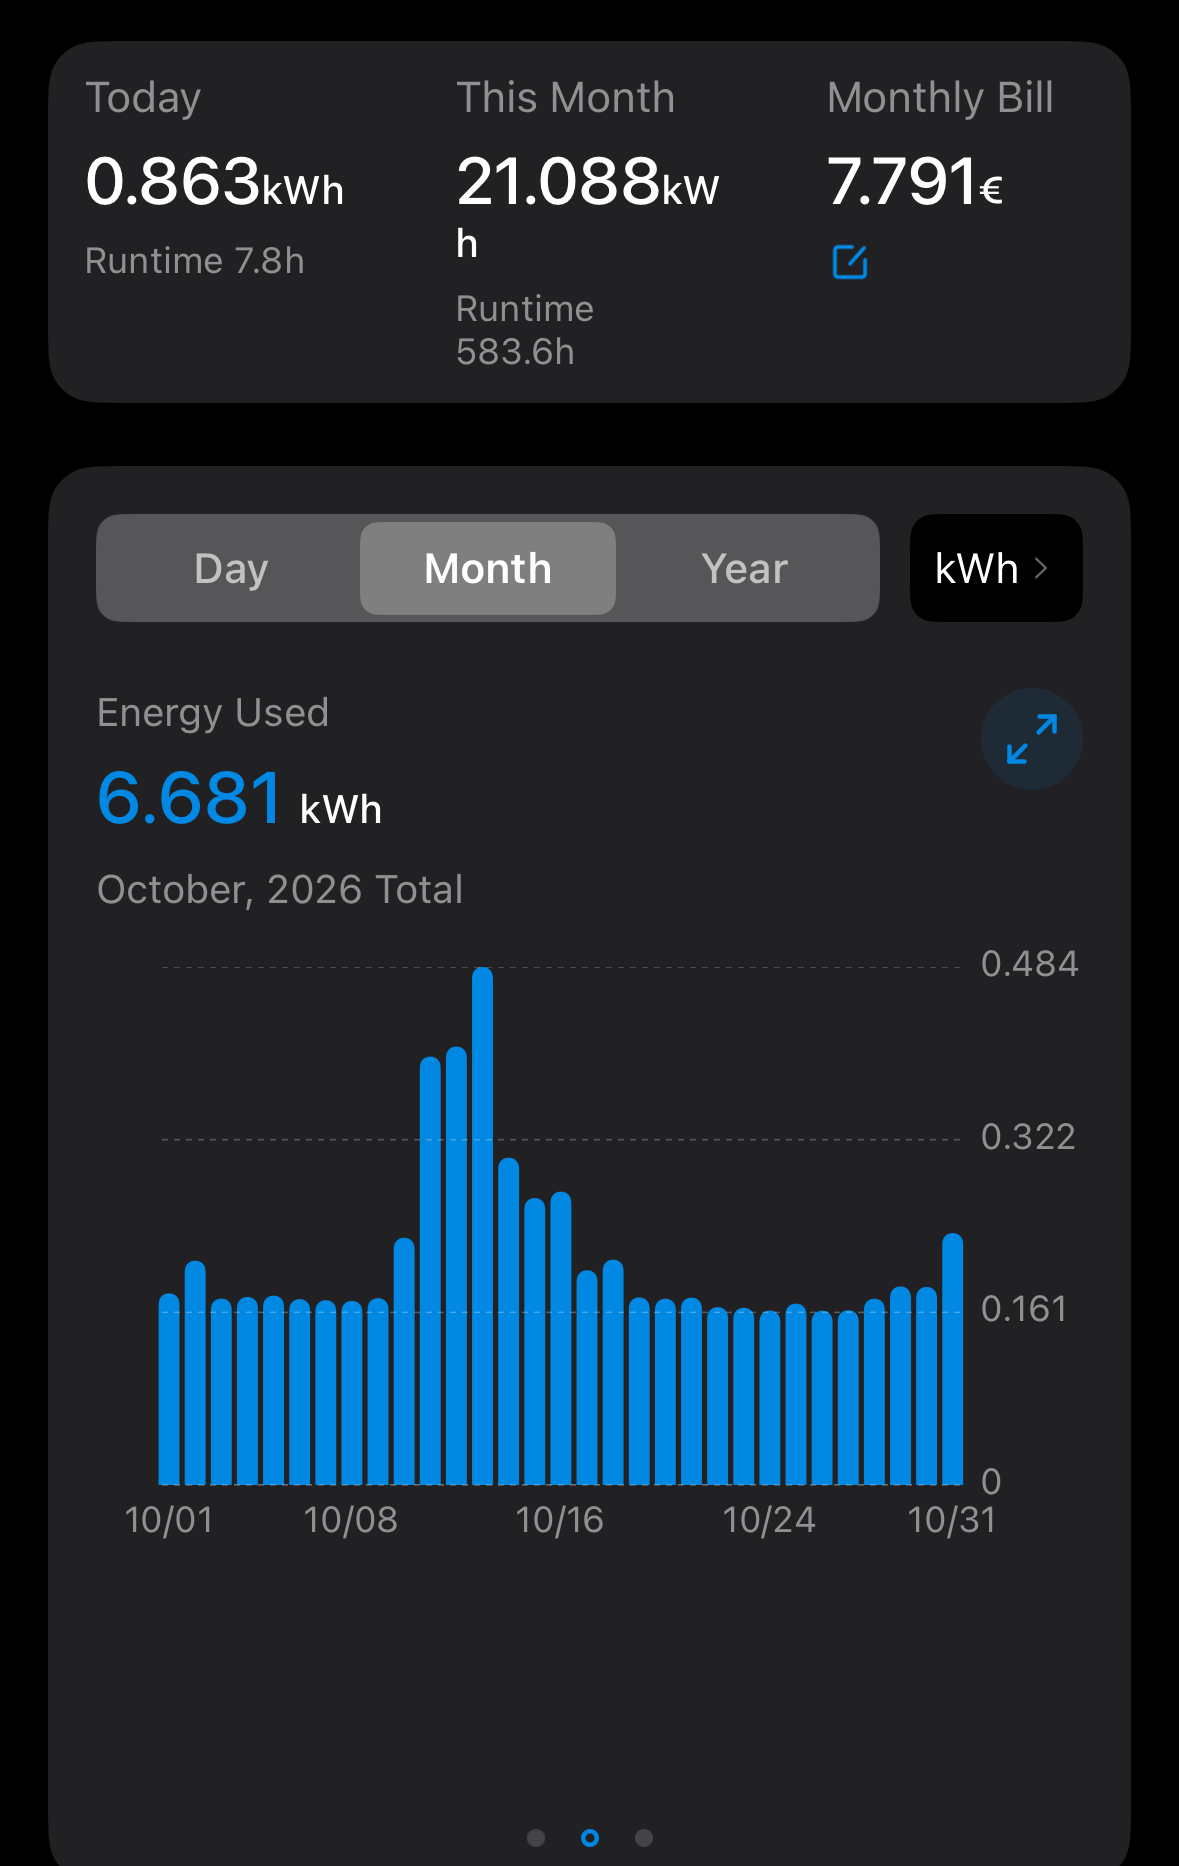 Today
0.863kWh
Runtime 7.8h
This Month
21.088kW
h
Runtime
583.6h
Monthly Bill
7.791€
Day
Month
Year
kWh
Energy Used
6.681 kWh
October, 2026 Total
0.484
0.322
0.161
0
10/01 10/08 10/16 10/24 10/31